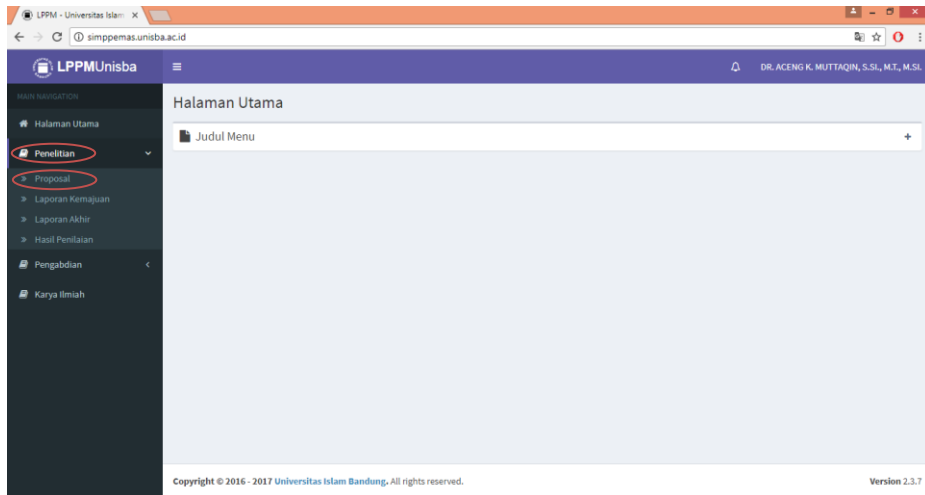 LPPM - Universitas Islam
simppemas.unisba.ac.id
LPPMUnisba
DR. ACENG K. MUTTAQIN, S.SI., M.T., M.SI.
MAIN NAVIGATION
Halaman Utama
Penelitian
Proposal
Laporan Kemajuan
Laporan Akhir
Hasil Penilaian
Pengabdian
Karya Ilmiah
Halaman Utama
Judul Menu
Copyright © 2016 - 2017 Universitas Islam Bandung. All rights reserved.
Version 2.3.7